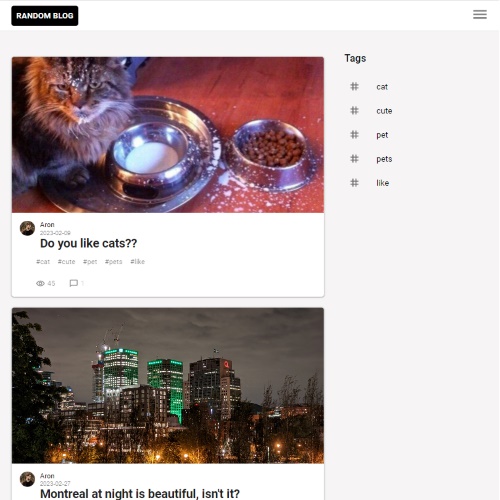 RANDOM BLOG
Aron
2023-02-09
Do you like cats??
#cat #cute #pet #pets #like
45
Tags
# cat
# cute
# pet
# pets
# like
Aron
2023-02-27
Montreal at night is beautiful, isn't it?